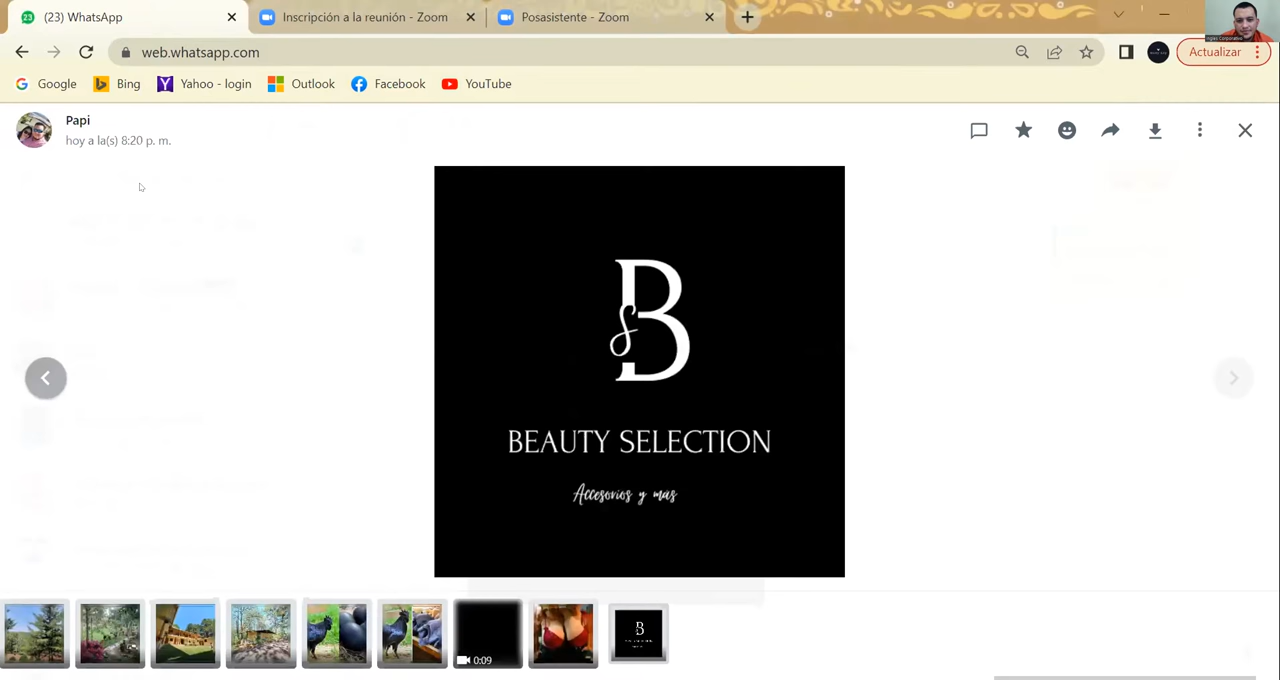 23 (23) WhatsApp
Inscripción a la reunión - Zoom
Posasistente - Zoom
web.whatsapp.com
Actualizar
Google
Bing
Yahoo - login
Outlook
Facebook
YouTube
Papi
hoy a la(s) 8:20 p. m.
B
BEAUTY SELECTION
Accesorios y mas
0:09